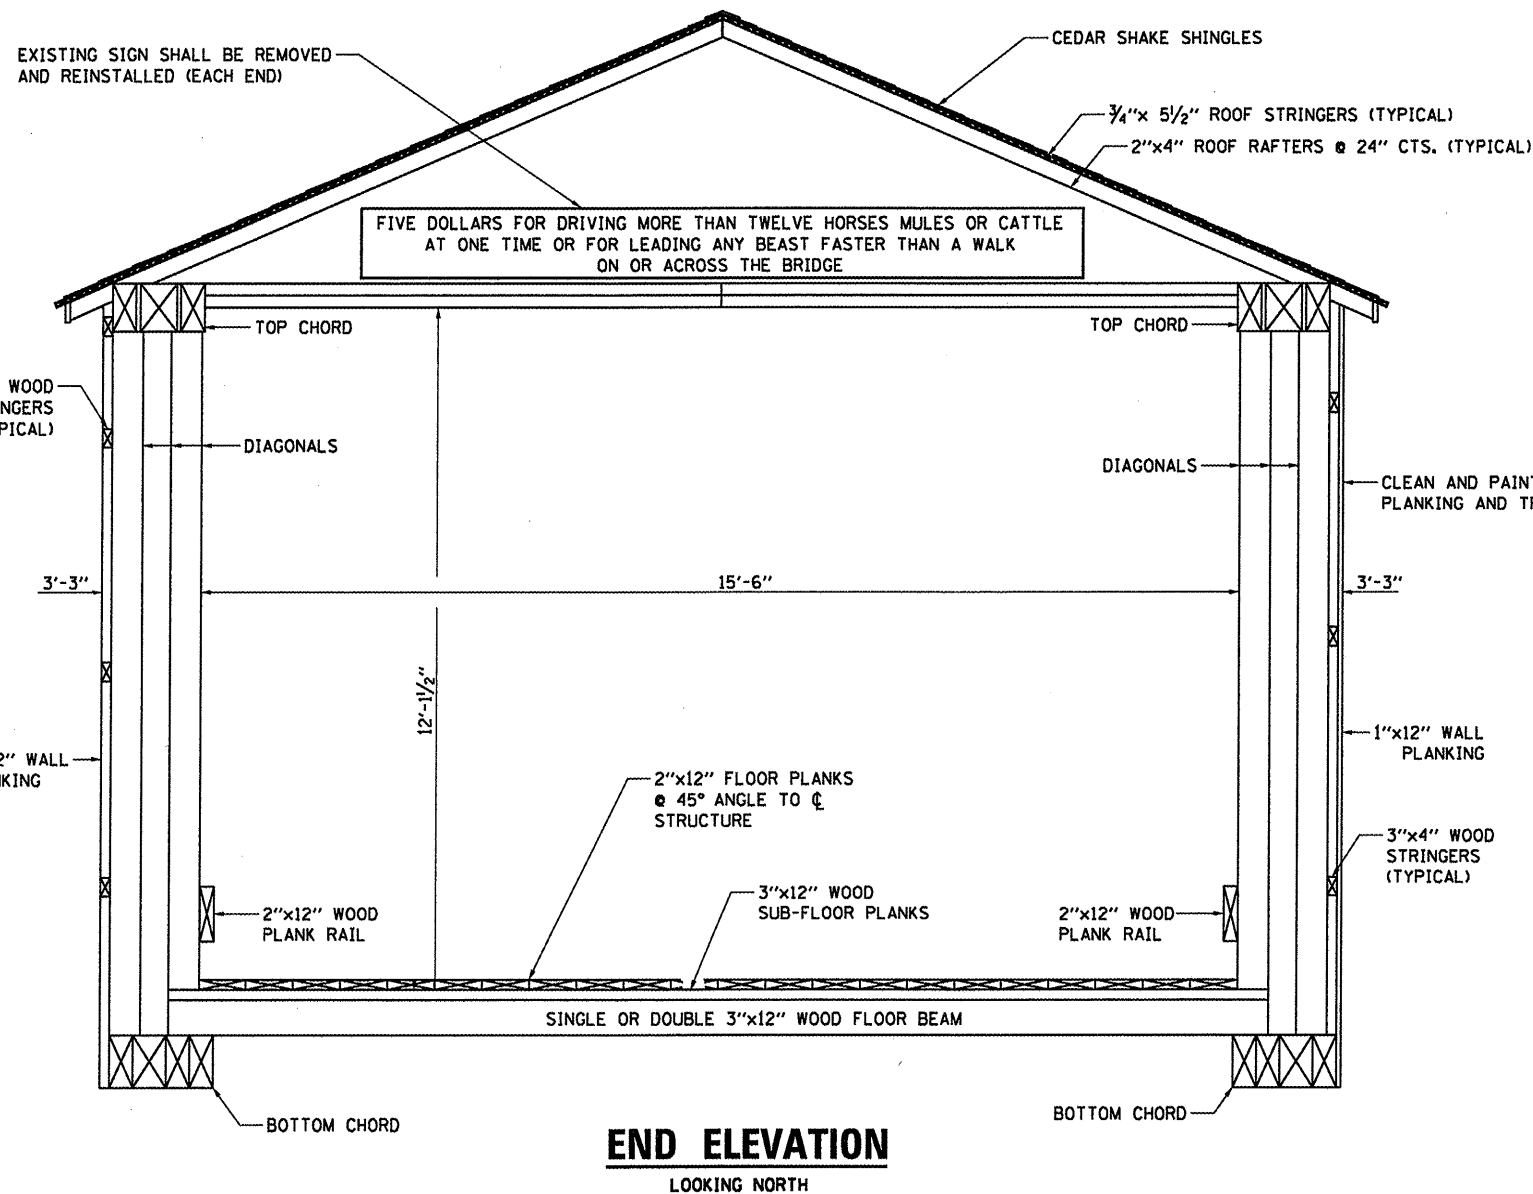 EXISTING SIGN SHALL BE REMOVED
AND REINSTALLED (EACH END)
CEDAR SHAKE SHINGLES
3/4"x 5 1/2" ROOF STRINGERS (TYPICAL)
2"x4" ROOF RAFTERS @ 24" CTS. (TYPICAL)
FIVE DOLLARS FOR DRIVING MORE THAN TWELVE HORSES MULES OR CATTLE
AT ONE TIME OR FOR LEADING ANY BEAST FASTER THAN A WALK
ON OR ACROSS THE BRIDGE
TOP CHORD
TOP CHORD
WOOD
NGERS
PICAL)
DIAGONALS
DIAGONALS
CLEAN AND PAIN
PLANKING AND
3'-3"
15'-6"
3'-3"
12'-1 1/2"
2" WALL
KING
1"x12" WALL
PLANKING
2"x12" FLOOR PLANKS
@ 45° ANGLE TO ℄
STRUCTURE
3"x4" WOOD
STRINGERS
(TYPICAL)
2"x12" WOOD
PLANK RAIL
3"x12" WOOD
SUB-FLOOR PLANKS
2"x12" WOOD
PLANK RAIL
SINGLE OR DOUBLE 3"x12" WOOD FLOOR BEAM
BOTTOM CHORD
BOTTOM CHORD
END ELEVATION
LOOKING NORTH